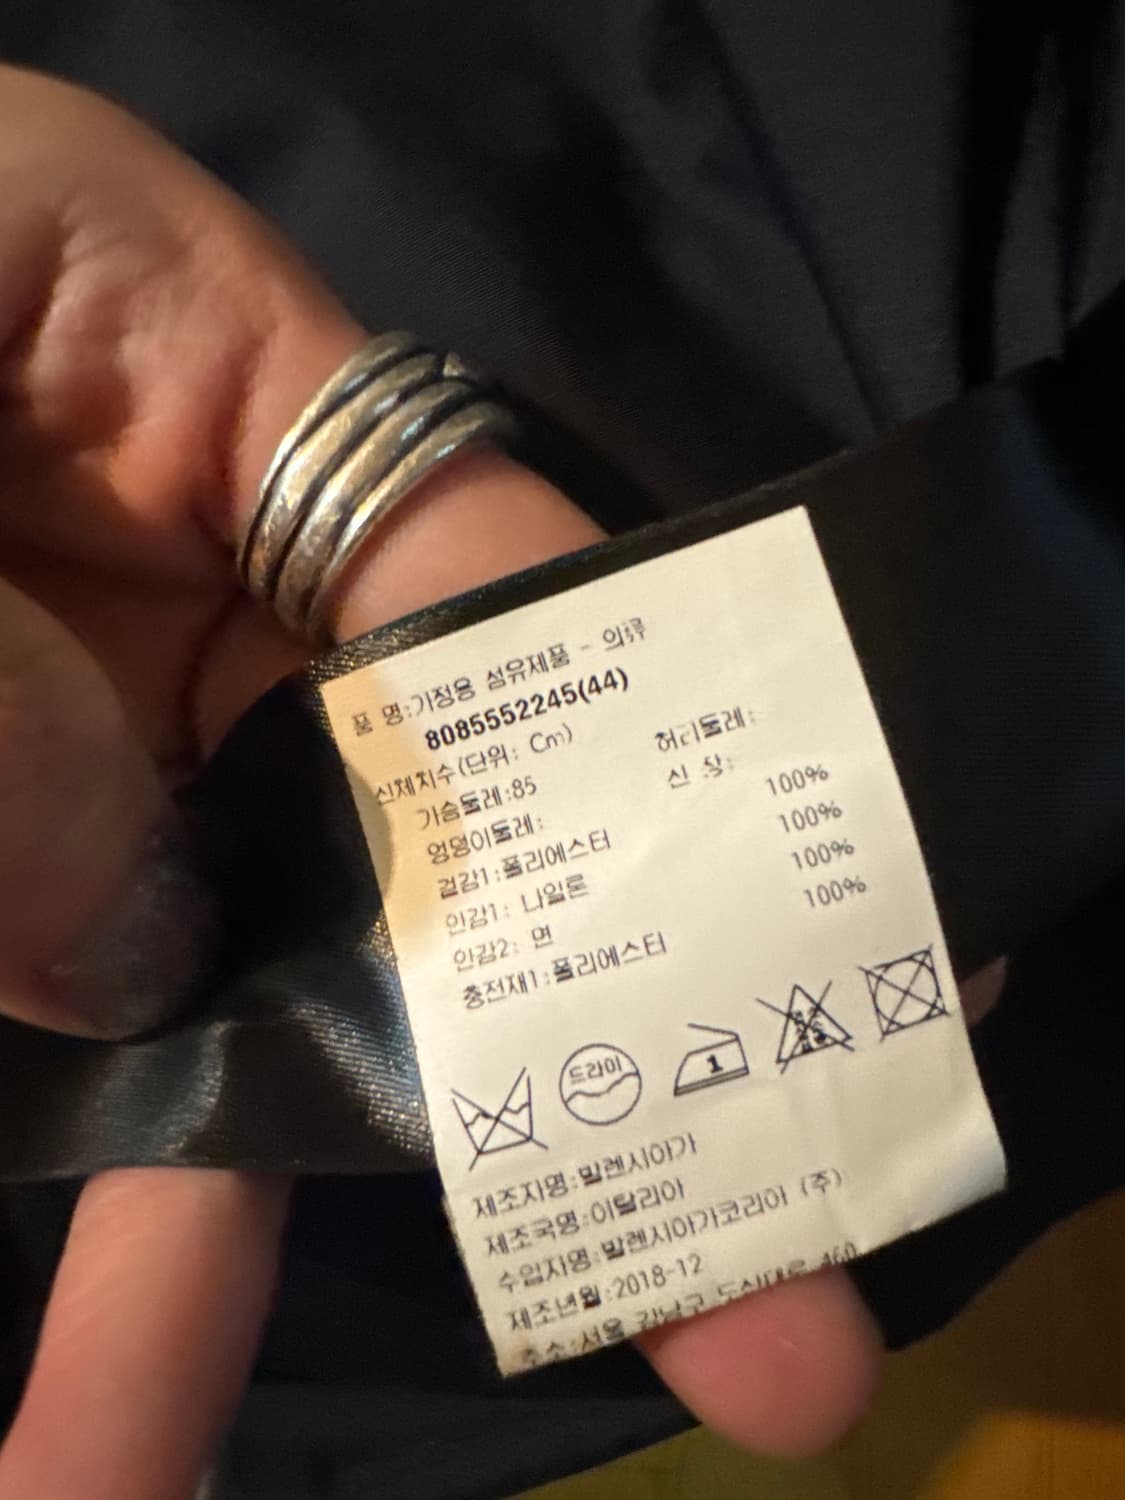 품 명:가정용 섬유제품 - 의류
8085552245(44)
신체치수(단위: Cm)
가슴둘레:85 허리둘레:
엉덩이둘레: 신 장:
겉감1:폴리에스터 100%
안감1: 나일론 100%
안감2: 면 100%
충전재1:폴리에스터 100%
드라이
1
제조자명:발렌시아가
제조국명:이탈리아
수입자명:발렌시아가코리아 (주)
제조년월:2018-12
주소:서울 강남구 도산대로 460